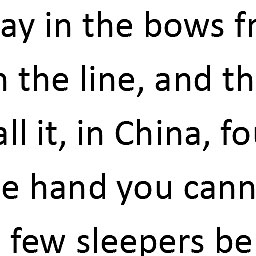 ay in the bows fr
n the line, and th
all it, in China, fou
e hand you cann
few sleepers be